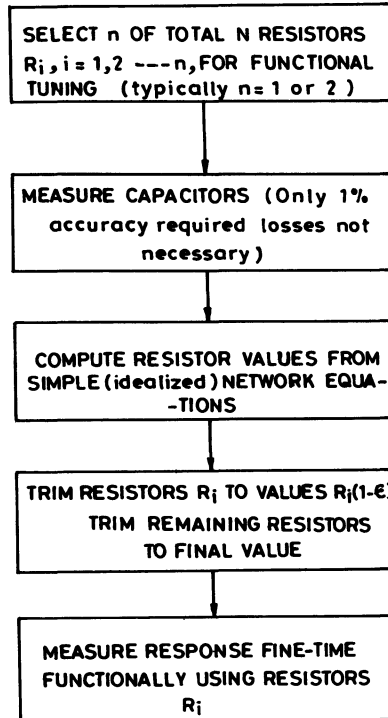 SELECT n OF TOTAL N RESISTORS
Ri, i = 1,2 ---- n, FOR FUNCTIONAL
TUNING (typically n = 1 or 2)
MEASURE CAPACITORS (Only 1%
accuracy required losses not
necessary)
COMPUTE RESISTOR VALUES FROM
SIMPLE (idealized) NETWORK EQUA-
-TIONS
TRIM RESISTORS Ri TO VALUES Ri(1-ϵ)
TRIM REMAINING RESISTORS
TO FINAL VALUE
MEASURE RESPONSE FINE-TIME
FUNCTIONALLY USING RESISTORS
Ri